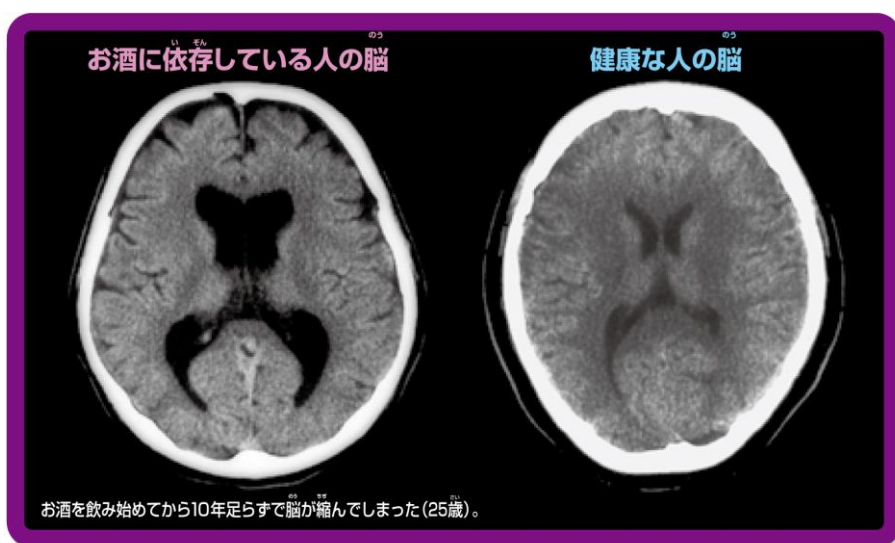 お酒に依存している人の脳
健康な人の脳
お酒を飲み始めてから10年足らずで脳が縮んでしまった(25歳)。